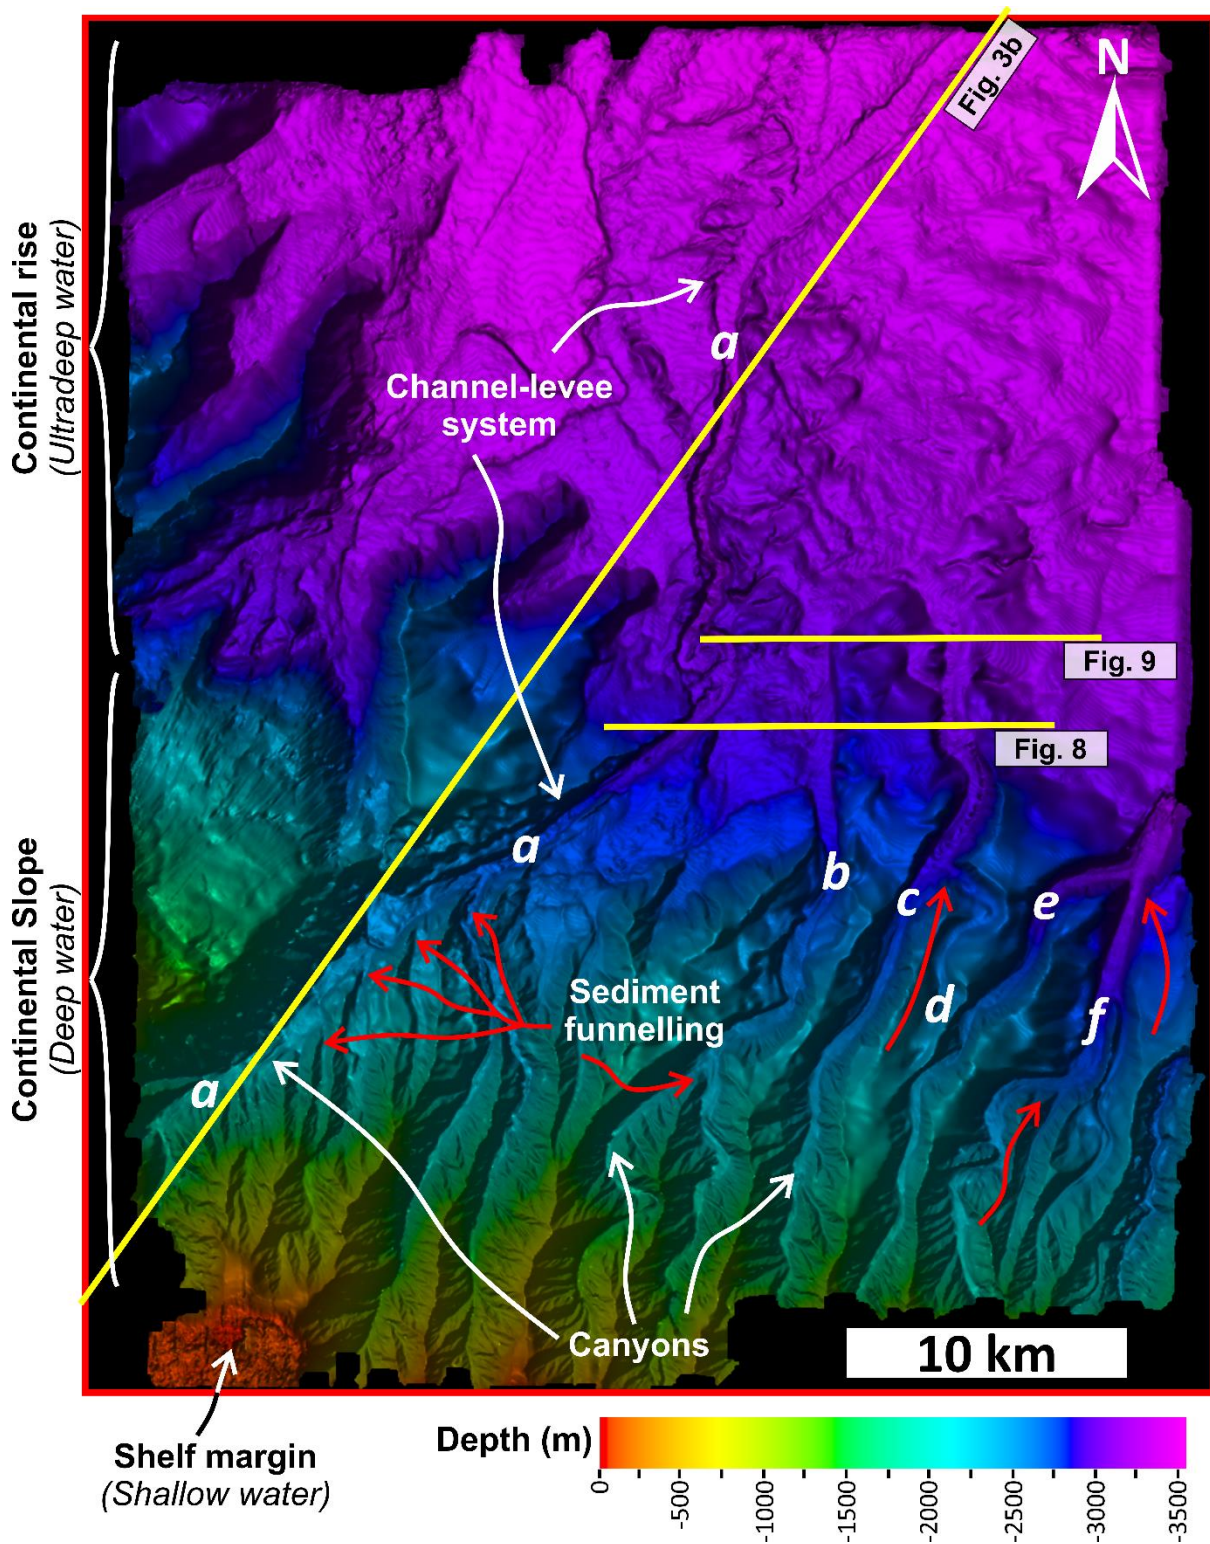 Fig. 3b
N
Continental rise
(Ultradeep water)
a
Channel-levee
system
Fig. 9
Fig. 8
Continental Slope
(Deep water)
a
b
c
e
Sediment
funnelling
d
f
a
Canyons
10 km
Shelf margin
(Shallow water)
Depth (m)
0
-500
-1000
-1500
-2000
-2500
-3000
-3500